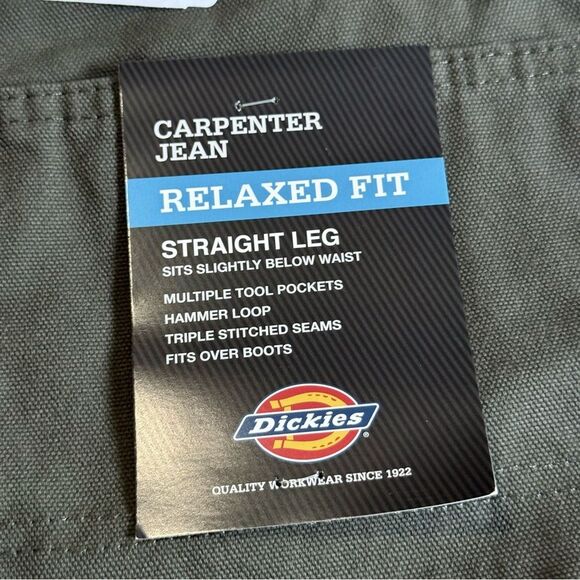 CARPENTER
JEAN
RELAXED FIT
STRAIGHT LEG
SITS SLIGHTLY BELOW WAIST
MULTIPLE TOOL POCKETS
HAMMER LOOP
TRIPLE STITCHED SEAMS
FITS OVER BOOTS
Dickies®
QUALITY WORKWEAR SINCE 1922